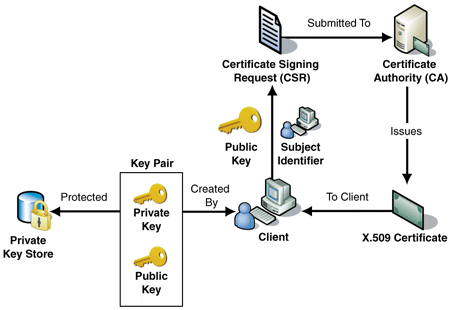 Submitted To
Certificate Signing
Request (CSR)
Certificate
Authority (CA)
Public
Key
Subject
Identifier
Issues
Key Pair
Protected
Private
Key
Created
By
To Client
Private
Key Store
Public
Key
Client
X.509 Certificate